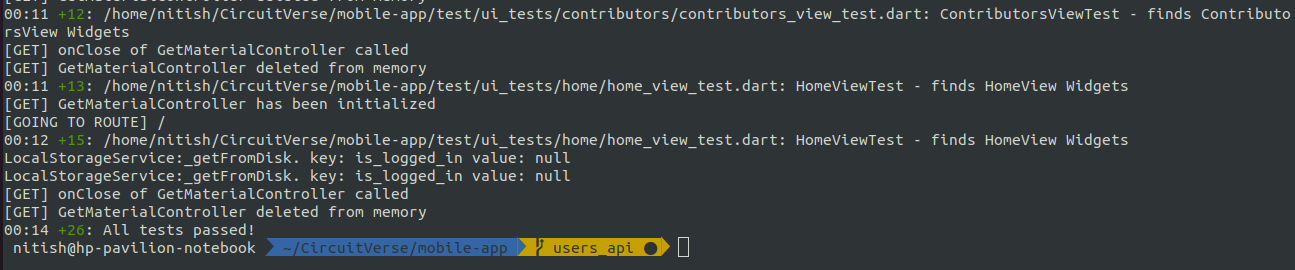 00:11 +12: /home/nitish/CircuitVerse/mobile-app/test/ui_tests/contributors/contributors_view_test.dart: ContributorsViewTest - finds Contributo
rsView Widgets
[GET] onClose of GetMaterialController called
[GET] GetMaterialController deleted from memory
00:11 +13: /home/nitish/CircuitVerse/mobile-app/test/ui_tests/home/home_view_test.dart: HomeViewTest - finds HomeView Widgets
[GET] GetMaterialController has been initialized
[GOING TO ROUTE] /
00:12 +15: /home/nitish/CircuitVerse/mobile-app/test/ui_tests/home/home_view_test.dart: HomeViewTest - finds HomeView Widgets
LocalStorageService:_getFromDisk. key: is_logged_in value: null
LocalStorageService:_getFromDisk. key: is_logged_in value: null
[GET] onClose of GetMaterialController called
[GET] GetMaterialController deleted from memory
00:14 +26: All tests passed!
nitish@hp-pavilion-notebook ~/CircuitVerse/mobile-app users_api ●